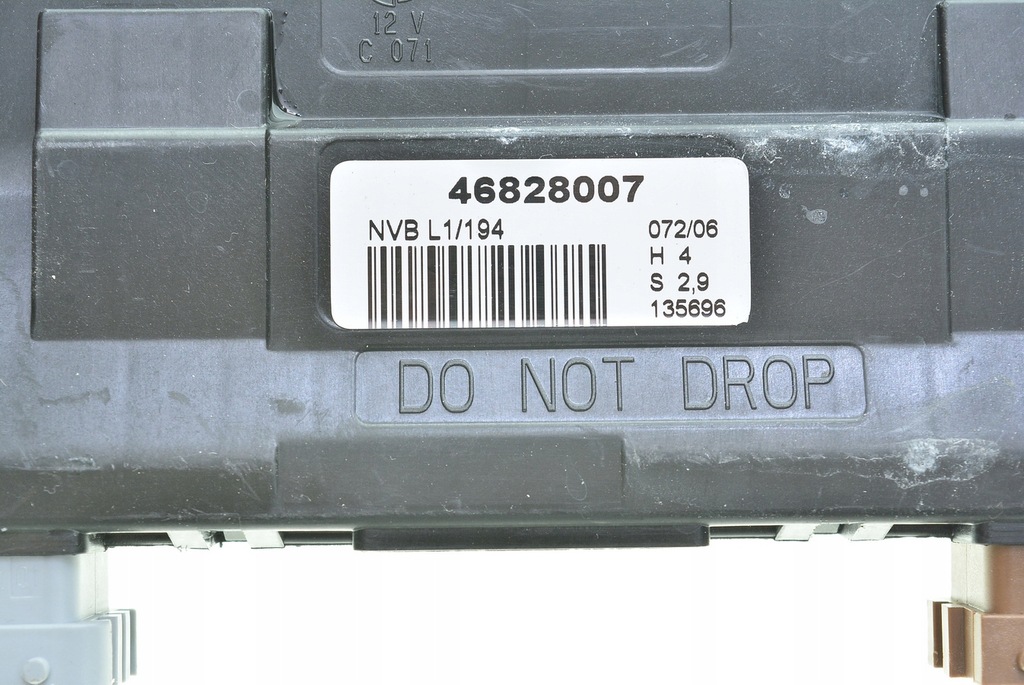 12 V
C 071
46828007
NVB L1/194
072/06
H 4
S 2,9
135696
DO NOT DROP